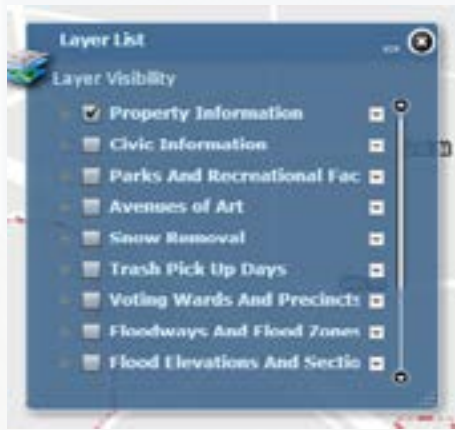 Layer List
Layer Visibility
Property Information
Civic Information
Parks And Recreational Fac
Avenues of Art
Snow Removal
Trash Pick Up Days
Voting Wards And Precincts
Floodways And Flood Zones
Flood Elevations And Sectio